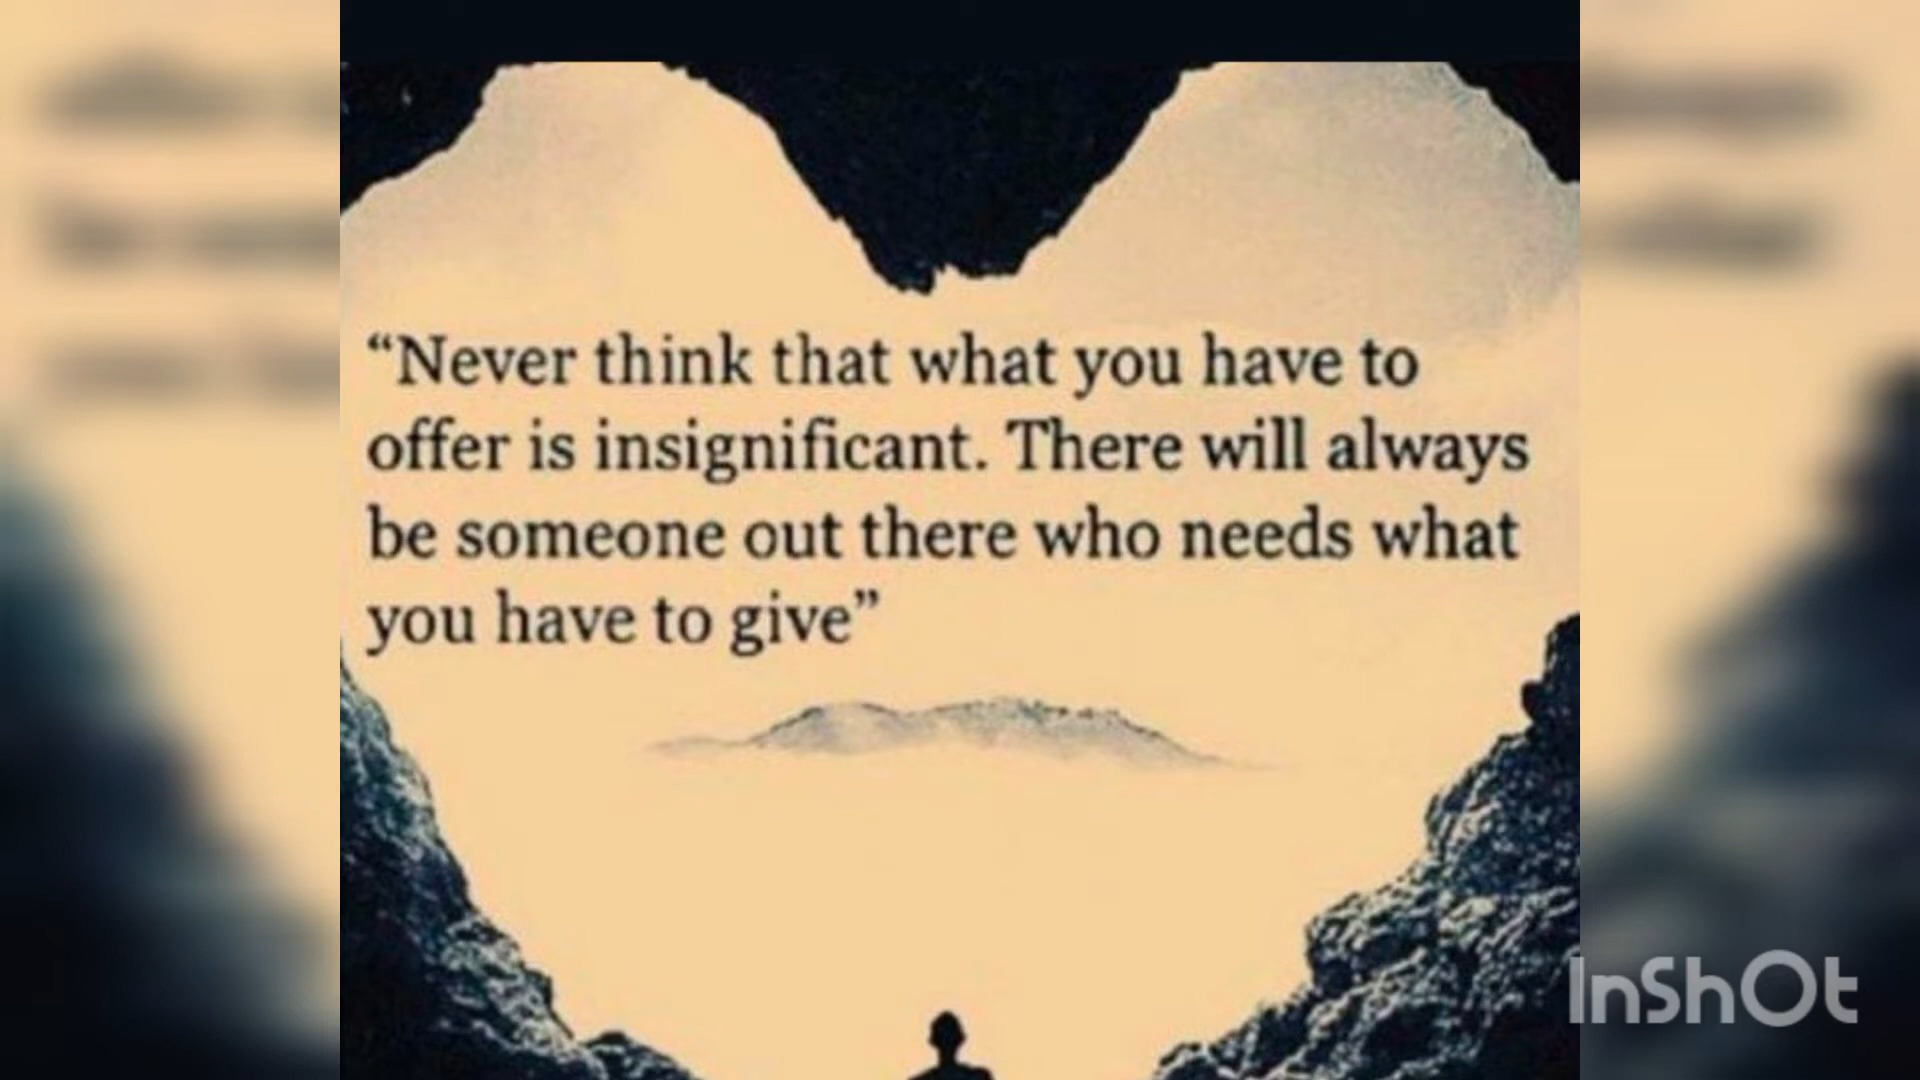 “Never think that what you have to
offer is insignificant. There will always
be someone out there who needs what
you have to give”
InShOt